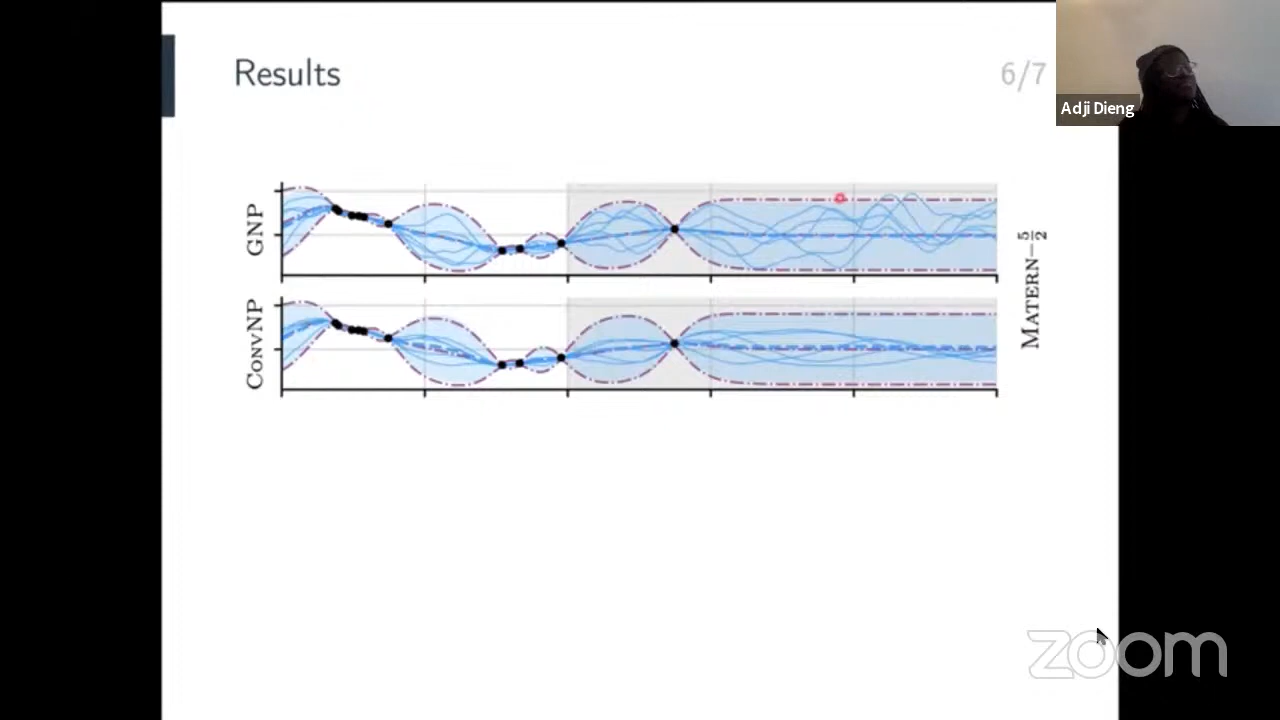 Results
6/7
Adji Dieng
GNP
CONVNP
MATERN–5/2
zoom